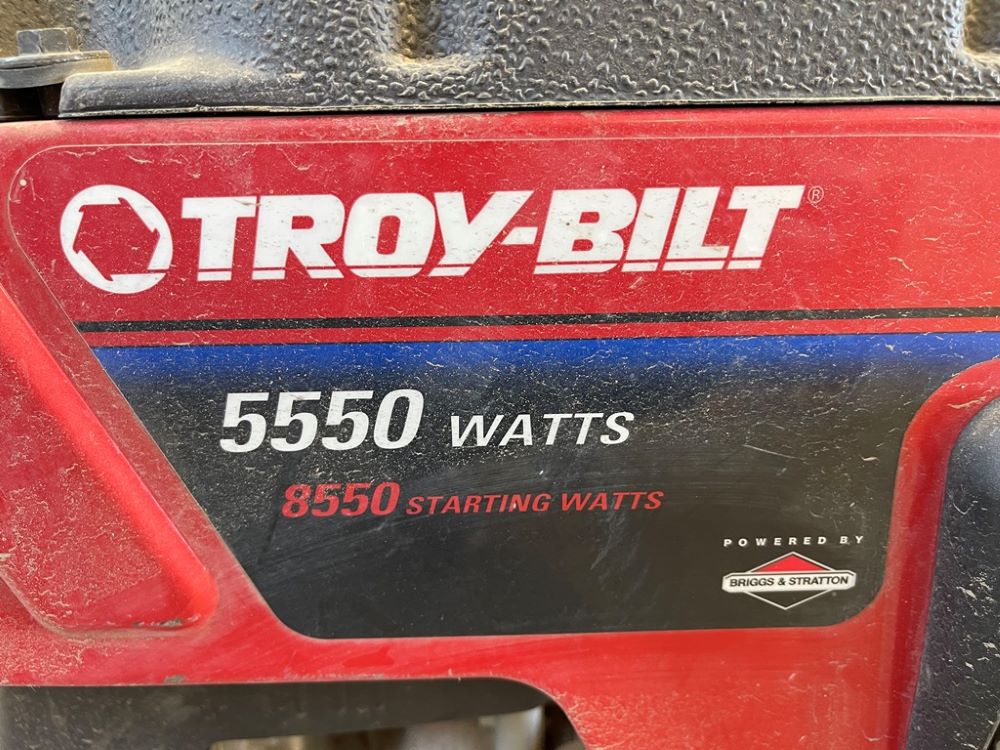 TROY-BILT®
5550 WATTS
8550 STARTING WATTS
POWERED BY
BRIGGS & STRATTON